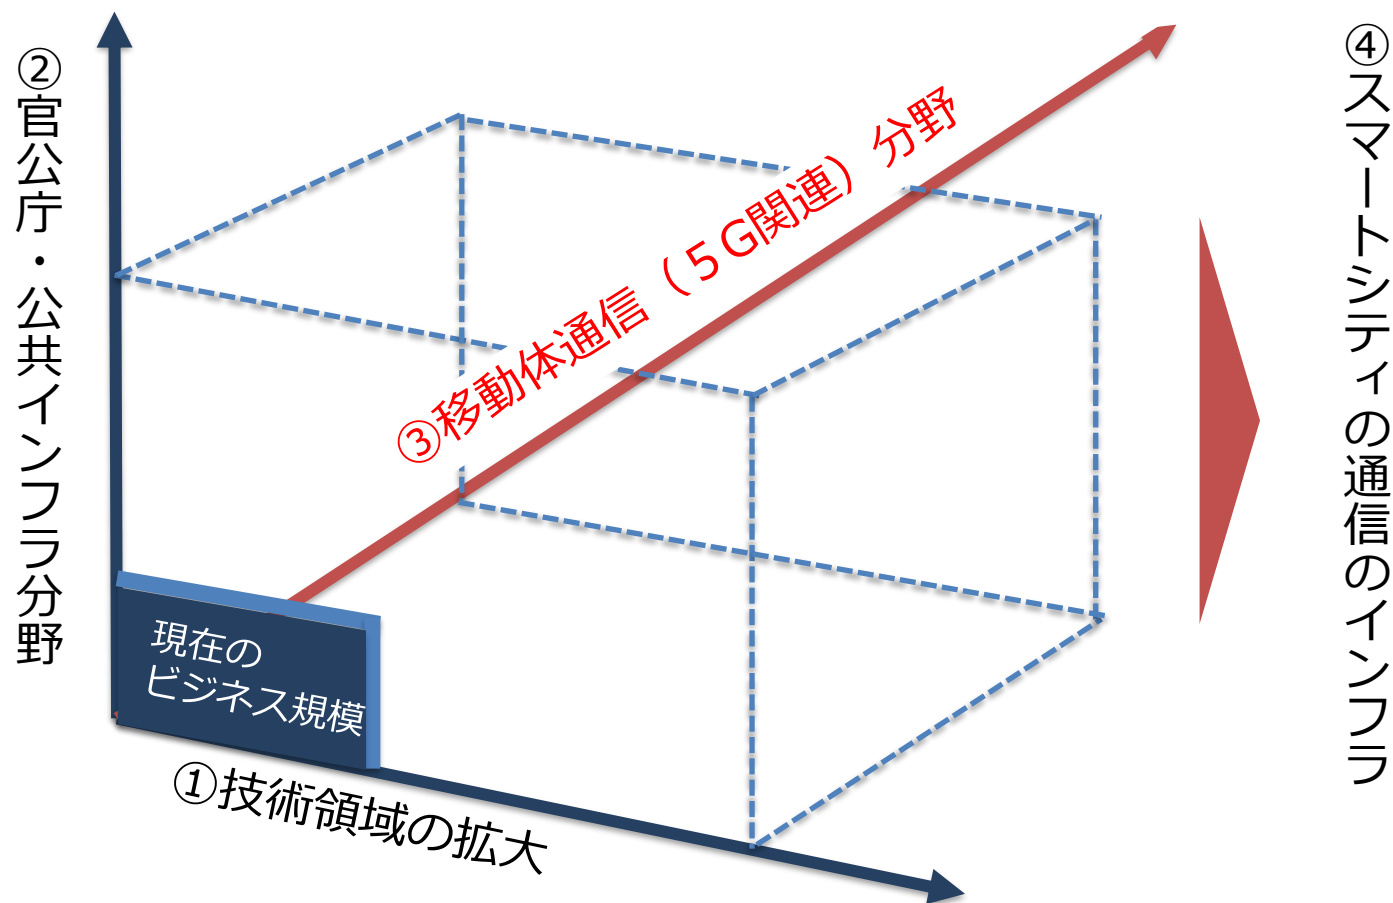 ②官公庁・公共インフラ分野
③移動体通信（５G関連）分野
現在の
ビジネス規模
①技術領域の拡大
④スマートシティの通信のインフラ